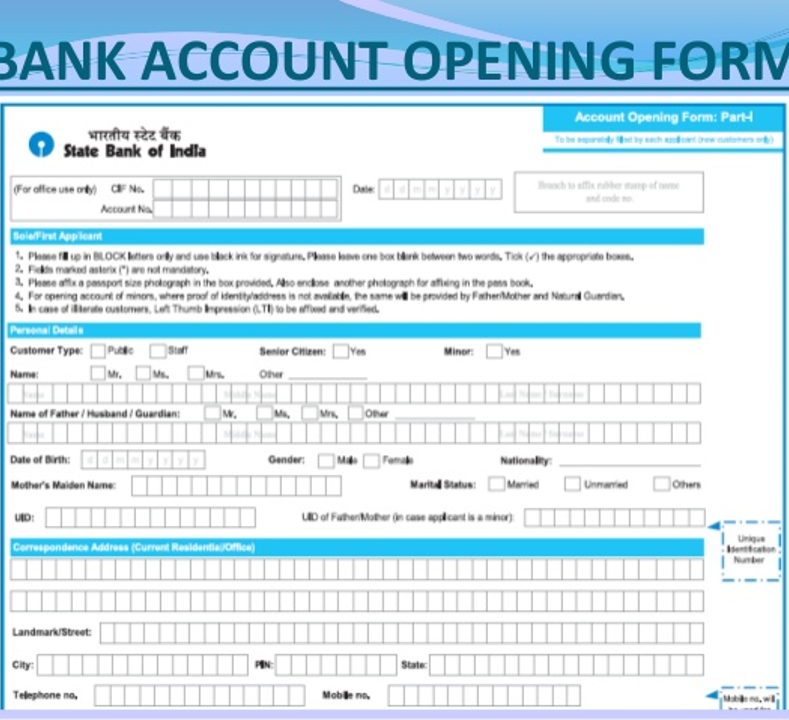 BANK ACCOUNT OPENING FORM
Account Opening Form: Part-I
To be separately filled by each applicant (new customers only)
भारतीय स्टेट बैंक
State Bank of India
(For office use only) CIF No. Date: d d m m y y y y
Branch to affix rubber stamp of name
and code no.
Account No.
Sole/First Applicant
1. Please fill up in BLOCK letters only and use black ink for signature. Please leave one box blank between two words. Tick (✓) the appropriate boxes.
2. Fields marked asterix (*) are not mandatory.
3. Please affix a passport size photograph in the box provided. Also enclose another photograph for affixing in the pass book.
4. For opening account of minors, where proof of identity/address is not available, the same will be provided by Father/Mother and Natural Guardian.
5. In case of illiterate customers, Left Thumb Impression (LTI) to be affixed and verified.
Personal Details
Customer Type: Public Staff Senior Citizen: Yes Minor: Yes
Name: Mr. Ms. Mrs. Other
Name Middle Name Last Name / Surname
Name of Father / Husband / Guardian: Mr. Ms. Mrs. Other
Name Middle Name Last Name / Surname
Date of Birth: d d m m y y y y Gender: Male Female Nationality:
Mother's Maiden Name: Marital Status: Married Unmarried Others
UID: UID of Father/Mother (in case applicant is a minor):
Unique
Identification
Number
Correspondence Address (Current Residential/Office)
Landmark/Street:
City: PIN: State:
Telephone no. Mobile no.
Mobile no. will